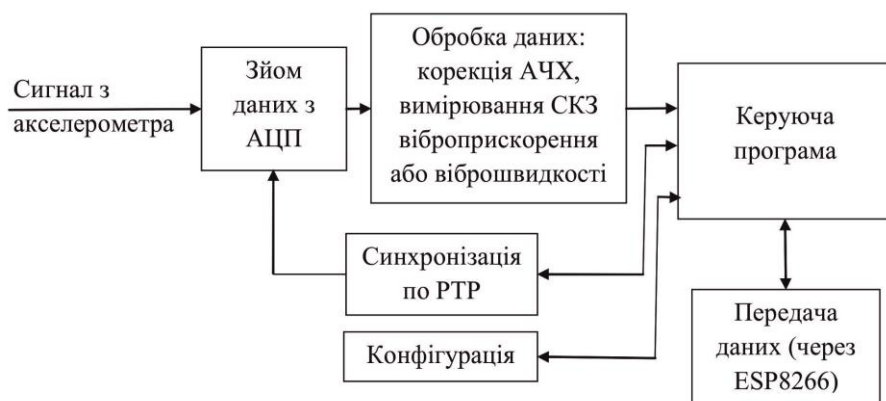 Сигнал з
акселерометра
Зйом
даних з
АЦП
Обробка даних:
корекція АЧХ,
вимірювання СКЗ
віброприскорення
або віброшвидкості
Керуюча
програма
Синхронізація
по PTP
Конфігурація
Передача
даних (через
ESP8266)